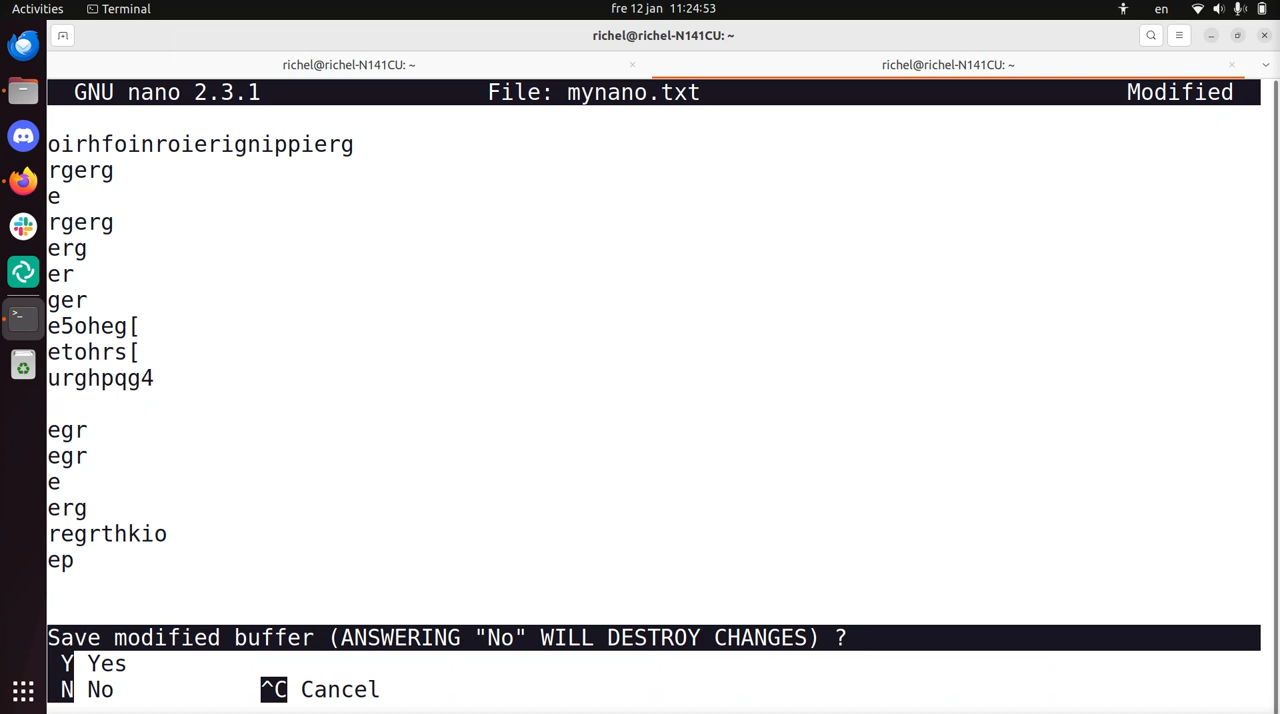 Activities Terminal fre 12 jan 11:24:53 en
richel@richel-N141CU: ~
richel@richel-N141CU: ~ × richel@richel-N141CU: ~ ×
GNU nano 2.3.1 File: mynano.txt Modified
oirhfoinroierignippierg
rgerg
e
rgerg
erg
er
ger
e5oheg[
etohrs[
urghpqg4
egr
egr
e
erg
regrthkio
ep
Save modified buffer (ANSWERING "No" WILL DESTROY CHANGES) ?
Y Yes
N No ^C Cancel